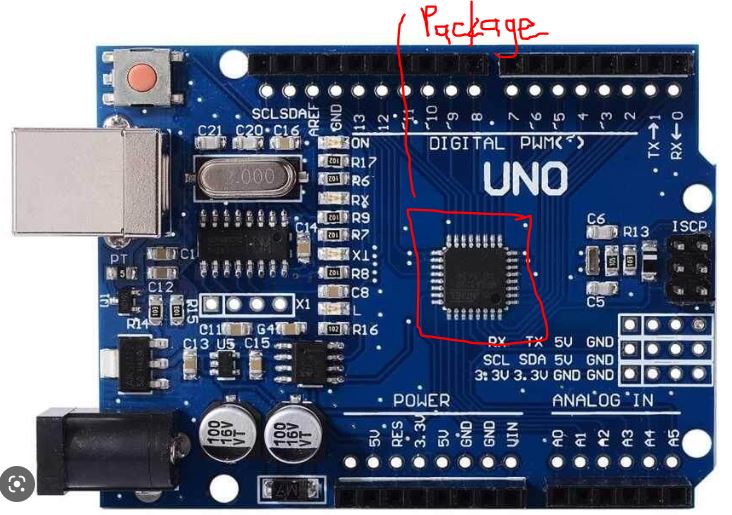 Package
SCL SDA AREF GND 13 12 11 10 9 8 7 6 5 4 3 2 TX→1 RX←0
C21 C20 C16
ON
DIGITAL PWM(~)
R17
R6
UNO
RX
R9
R7
C14
C1
X1
R8
PT
C12
C8
X1
L
R14
R15
R16
C11
C4
C13 U5 C15
C6
R13
ISCP
C5
RX TX 5V GND
SCL SDA 5V GND
3.3V 3.3V GND GND
POWER
ANALOG IN
5V RES 3.3V 5V GND GND VIN
A0 A1 A2 A3 A4 A5
100 16V VT
100 16V VT
M7